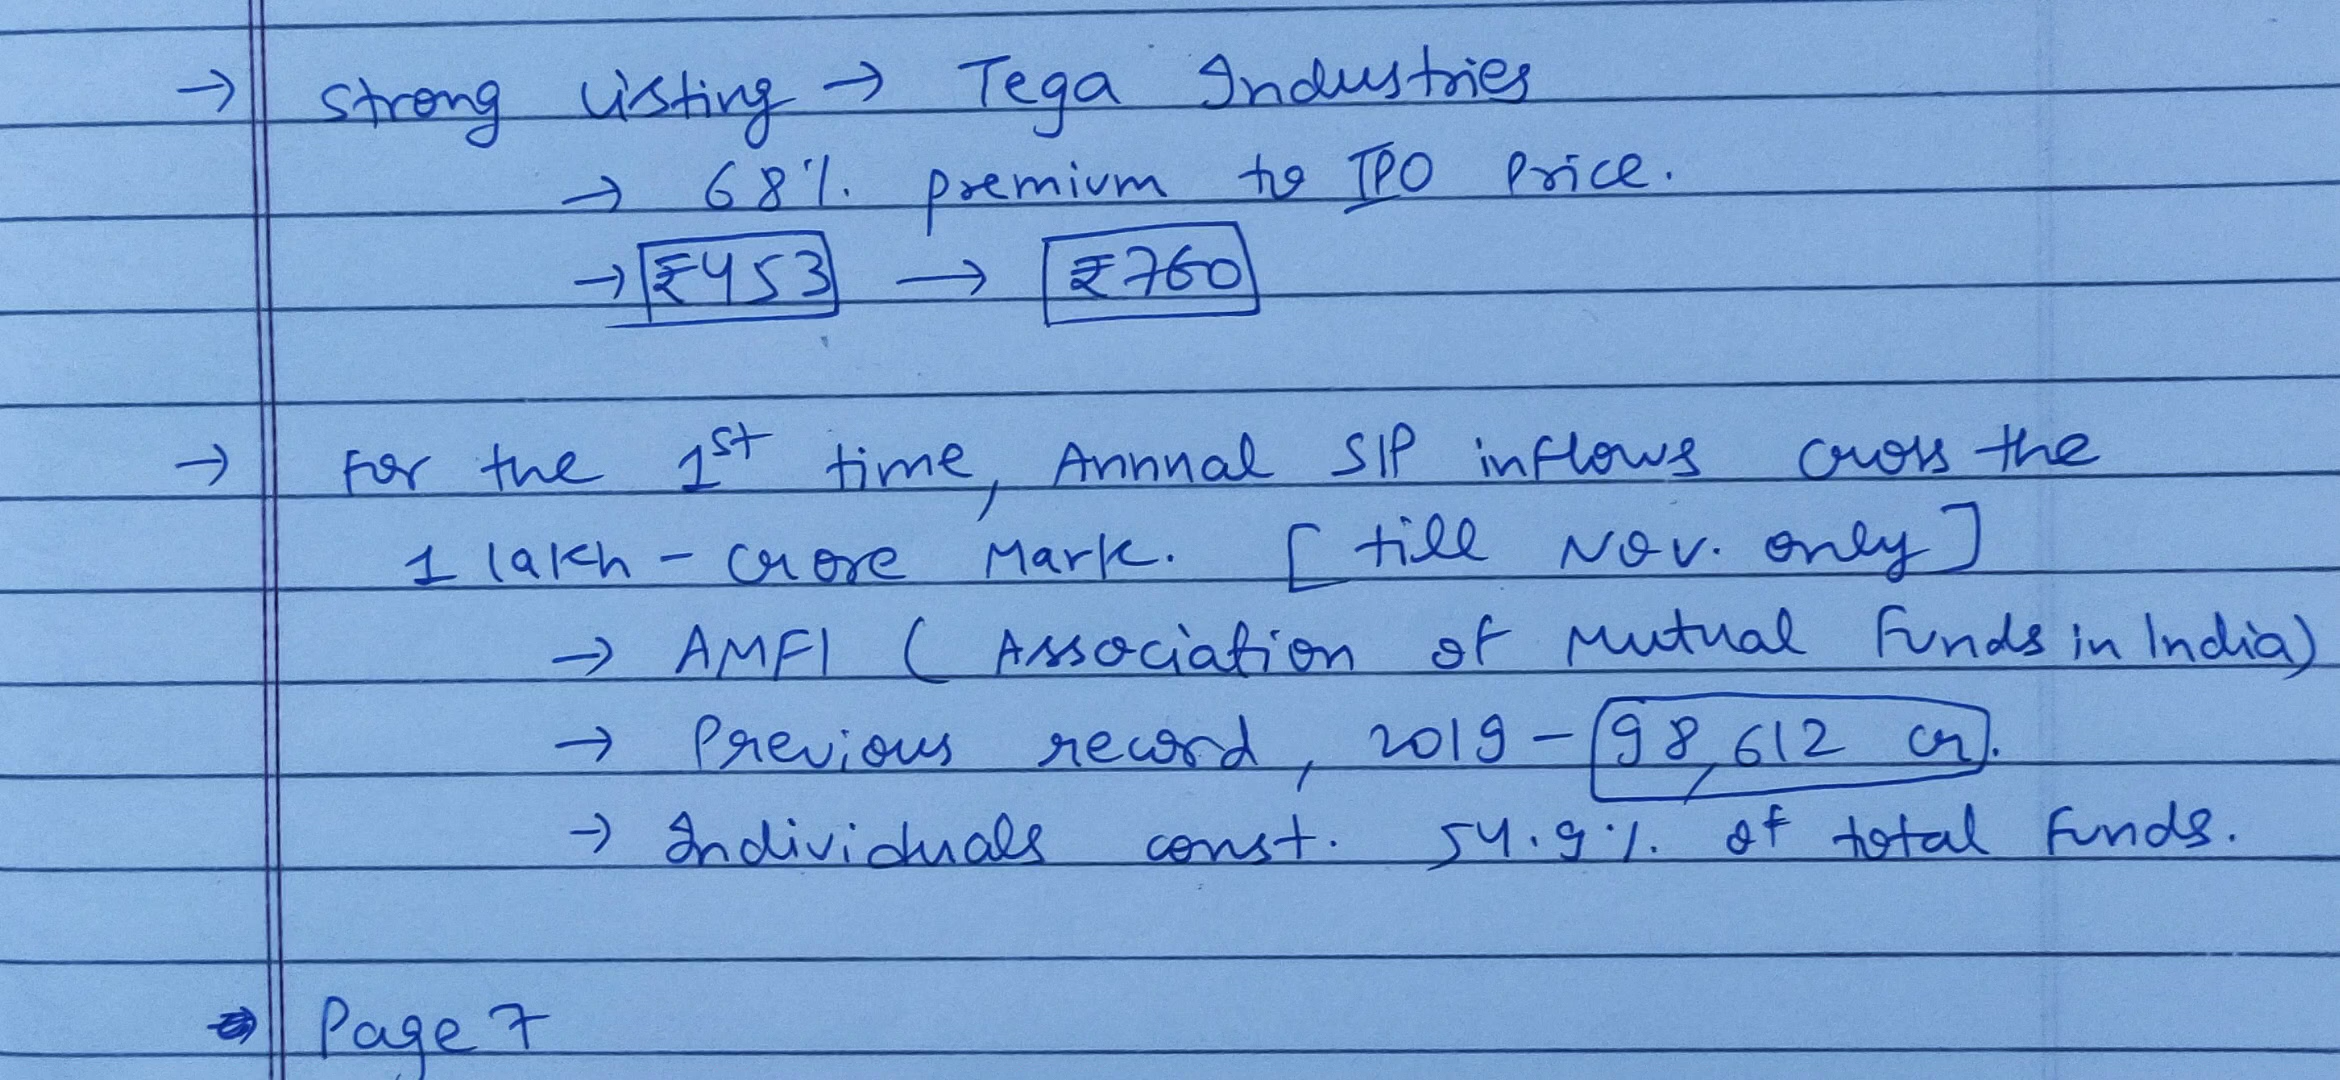 → Strong listing → Tega Industries
→ 68% premium to IPO Price.
→ ₹453 → ₹760
→ For the 1st time, Annual SIP inflows cross the
1 lakh - crore Mark. [till Nov. only]
→ AMFI (Association of Mutual Funds in India)
→ Previous record, 2019 - 98,612 cr.
→ Individuals const. 54.9% of total Funds.
Page 7